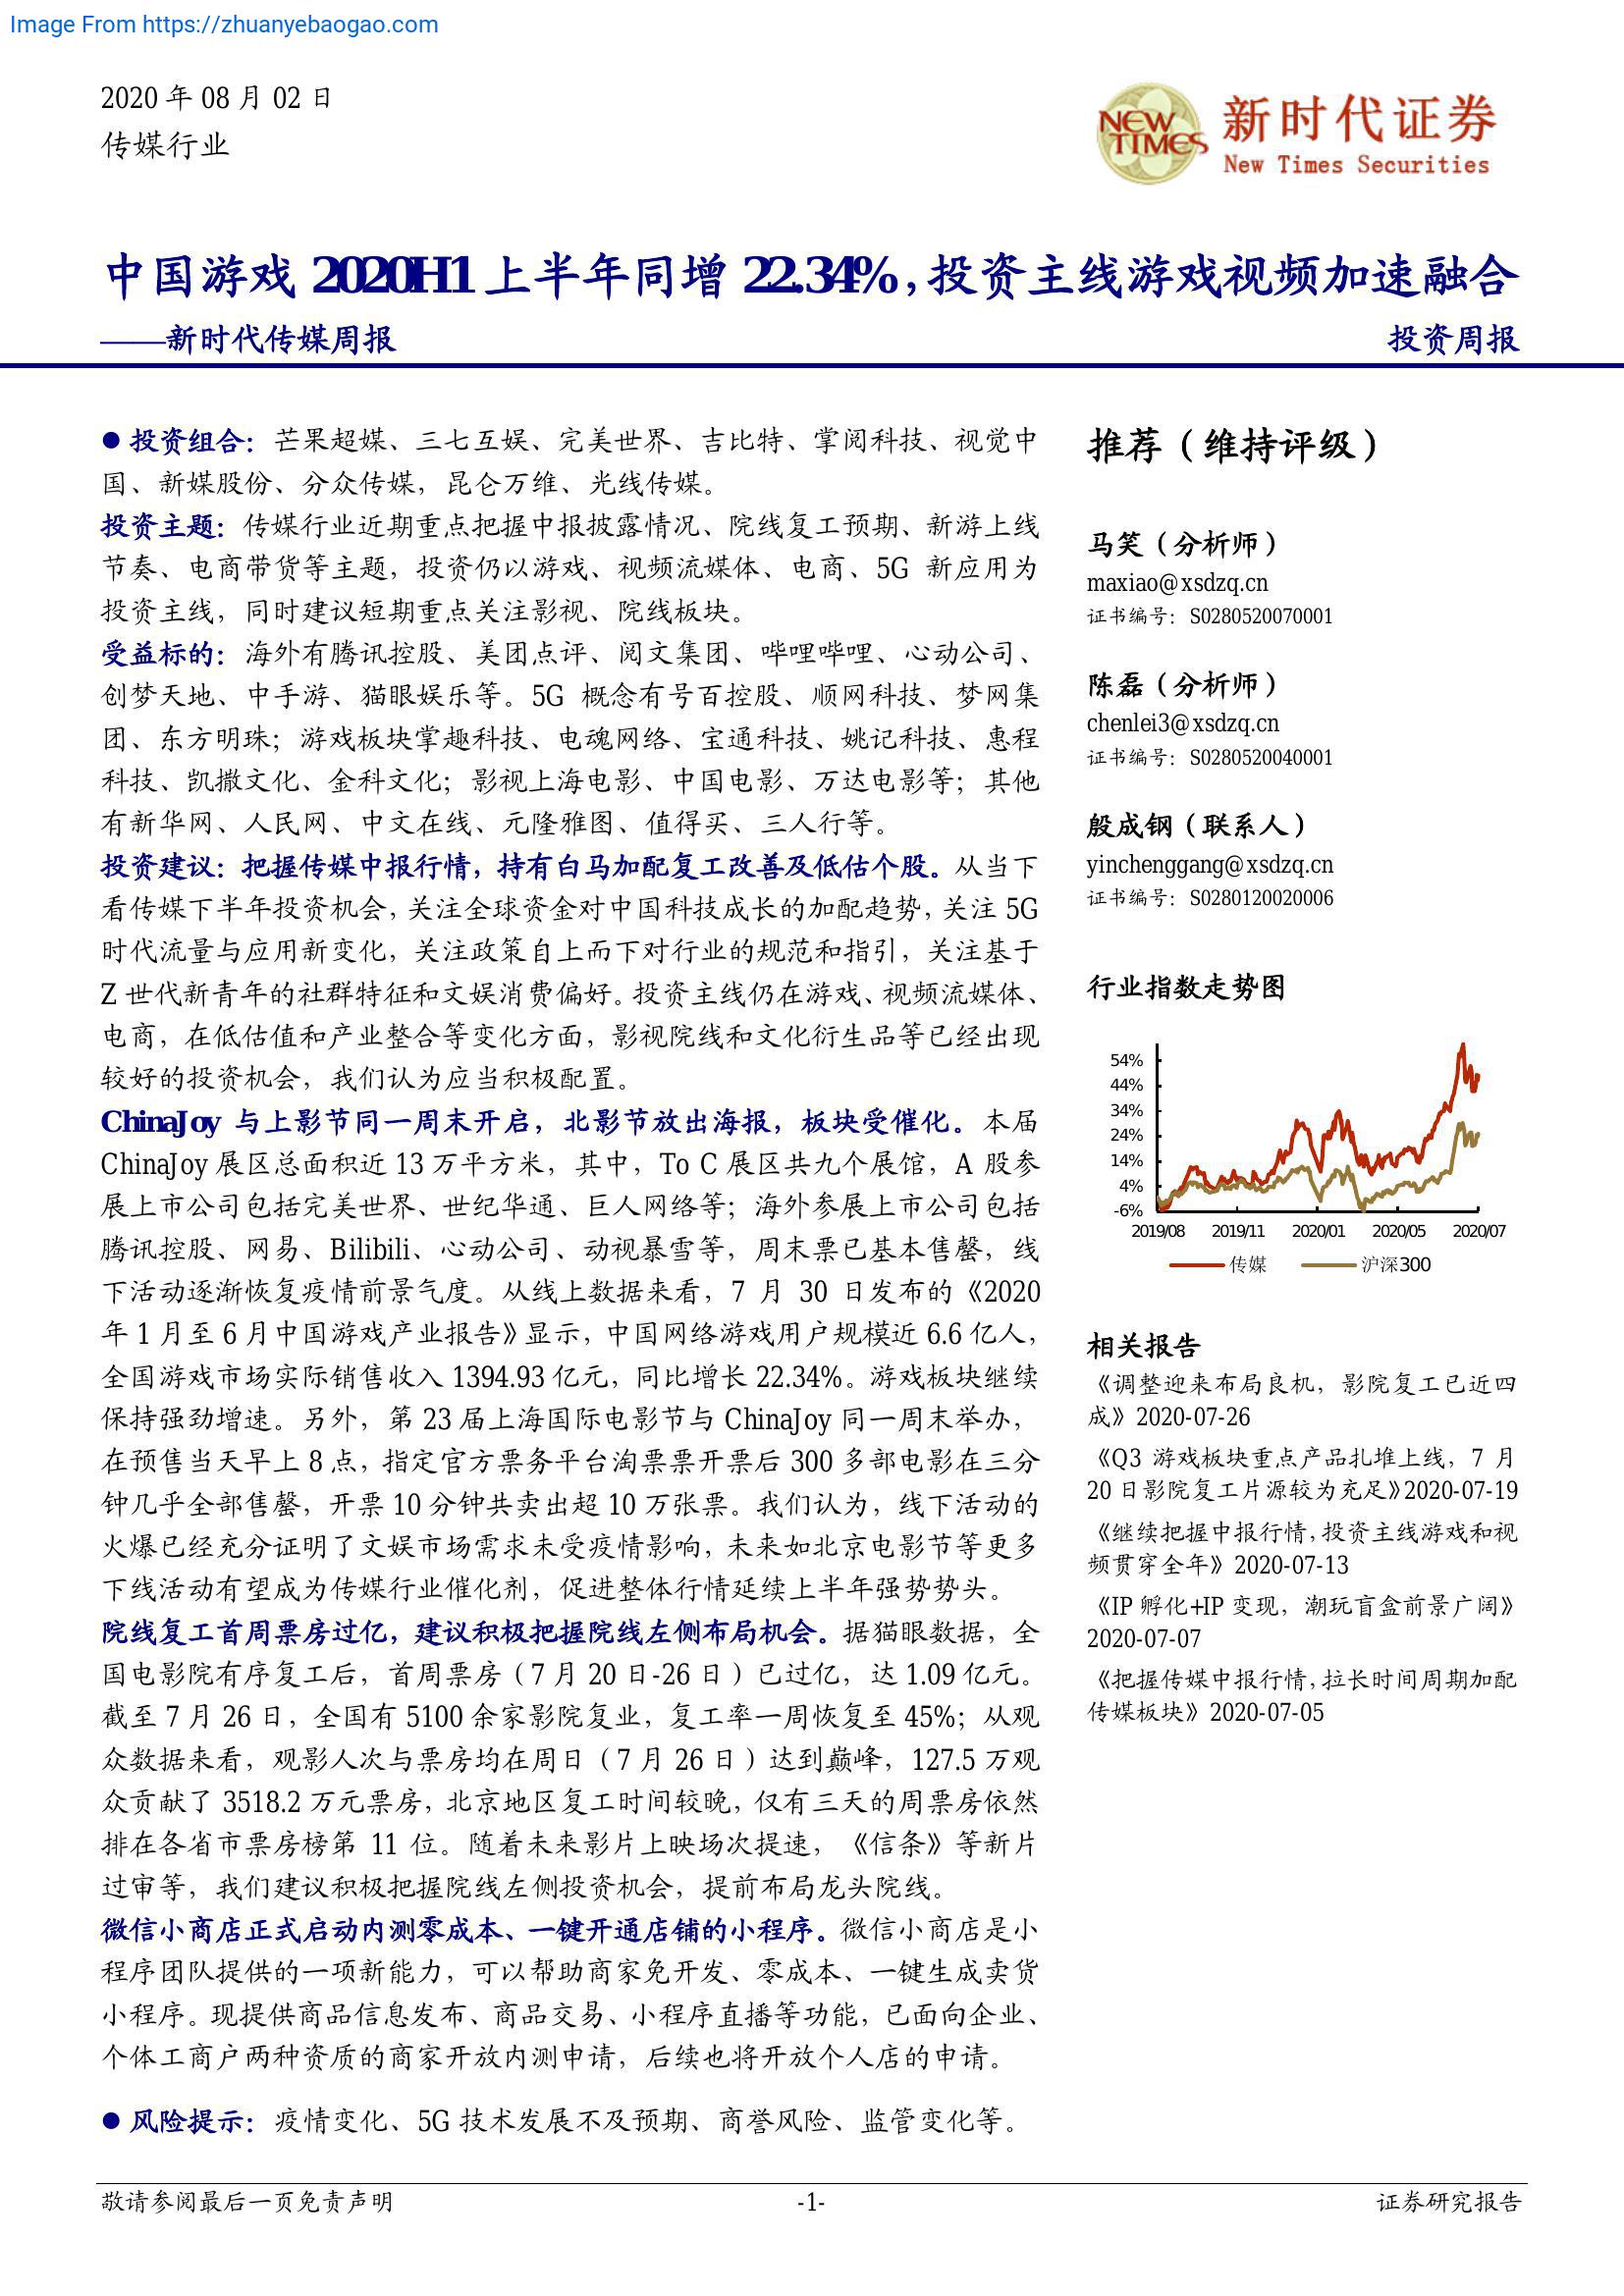 Image From https://zhuanyebaogao.com
2020 年 08 月 02 日
传媒行业
NEW TIMES
新时代证券
New Times Securities
中国游戏 2020H1 上半年同增 22.34%，投资主线游戏视频加速融合
——新时代传媒周报
投资周报
● 投资组合：芒果超媒、三七互娱、完美世界、吉比特、掌阅科技、视觉中
国、新媒股份、分众传媒，昆仑万维、光线传媒。
投资主题：传媒行业近期重点把握中报披露情况、院线复工预期、新游上线
节奏、电商带货等主题，投资仍以游戏、视频流媒体、电商、5G 新应用为
投资主线，同时建议短期重点关注影视、院线板块。
受益标的：海外有腾讯控股、美团点评、阅文集团、哔哩哔哩、心动公司、
创梦天地、中手游、猫眼娱乐等。5G 概念有号百控股、顺网科技、梦网集
团、东方明珠；游戏板块掌趣科技、电魂网络、宝通科技、姚记科技、惠程
科技、凯撒文化、金科文化；影视上海电影、中国电影、万达电影等；其他
有新华网、人民网、中文在线、元隆雅图、值得买、三人行等。
投资建议：把握传媒中报行情，持有白马加配复工改善及低估个股。从当下
看传媒下半年投资机会，关注全球资金对中国科技成长的加配趋势，关注 5G
时代流量与应用新变化，关注政策自上而下对行业的规范和指引，关注基于
Z 世代新青年的社群特征和文娱消费偏好。投资主线仍在游戏、视频流媒体、
电商，在低估值和产业整合等变化方面，影视院线和文化衍生品等已经出现
较好的投资机会，我们认为应当积极配置。
ChinaJoy 与上影节同一周末开启，北影节放出海报，板块受催化。本届
ChinaJoy 展区总面积近 13 万平方米，其中，To C 展区共九个展馆，A 股参
展上市公司包括完美世界、世纪华通、巨人网络等；海外参展上市公司包括
腾讯控股、网易、Bilibili、心动公司、动视暴雪等，周末票已基本售罄，线
下活动逐渐恢复疫情前景气度。从线上数据来看，7 月 30 日发布的《2020
年 1 月至 6 月中国游戏产业报告》显示，中国网络游戏用户规模近 6.6 亿人，
全国游戏市场实际销售收入 1394.93 亿元，同比增长 22.34%。游戏板块继续
保持强劲增速。另外，第 23 届上海国际电影节与 ChinaJoy 同一周末举办，
在预售当天早上 8 点，指定官方票务平台淘票票开票后 300 多部电影在三分
钟几乎全部售罄，开票 10 分钟共卖出超 10 万张票。我们认为，线下活动的
火爆已经充分证明了文娱市场需求未受疫情影响，未来如北京电影节等更多
下线活动有望成为传媒行业催化剂，促进整体行情延续上半年强势势头。
院线复工首周票房过亿，建议积极把握院线左侧布局机会。据猫眼数据，全
国电影院有序复工后，首周票房（7 月 20 日-26 日）已过亿，达 1.09 亿元。
截至 7 月 26 日，全国有 5100 余家影院复业，复工率一周恢复至 45%；从观
众数据来看，观影人次与票房均在周日（7 月 26 日）达到巅峰，127.5 万观
众贡献了 3518.2 万元票房，北京地区复工时间较晚，仅有三天的周票房依然
排在各省市票房榜第 11 位。随着未来影片上映场次提速，《信条》等新片
过审等，我们建议积极把握院线左侧投资机会，提前布局龙头院线。
微信小商店正式启动内测零成本、一键开通店铺的小程序。微信小商店是小
程序团队提供的一项新能力，可以帮助商家免开发、零成本、一键生成卖货
小程序。现提供商品信息发布、商品交易、小程序直播等功能，已面向企业、
个体工商户两种资质的商家开放内测申请，后续也将开放个人店的申请。
● 风险提示：疫情变化、5G 技术发展不及预期、商誉风险、监管变化等。
推荐（维持评级）
马笑（分析师）
maxiao@xsdzq.cn
证书编号：S0280520070001
陈磊（分析师）
chenlei3@xsdzq.cn
证书编号：S0280520040001
殷成钢（联系人）
yinchenggang@xsdzq.cn
证书编号：S0280120020006
行业指数走势图
54%
44%
34%
24%
14%
4%
-6%
2019/08 2019/11 2020/01 2020/05 2020/07
传媒 沪深300
相关报告
《调整迎来布局良机，影院复工已近四
成》2020-07-26
《Q3 游戏板块重点产品扎堆上线，7 月
20 日影院复工片源较为充足》2020-07-19
《继续把握中报行情，投资主线游戏和视
频贯穿全年》2020-07-13
《IP 孵化+IP 变现，潮玩盲盒前景广阔》
2020-07-07
《把握传媒中报行情，拉长时间周期加配
传媒板块》2020-07-05
敬请参阅最后一页免责声明
-1-
证券研究报告